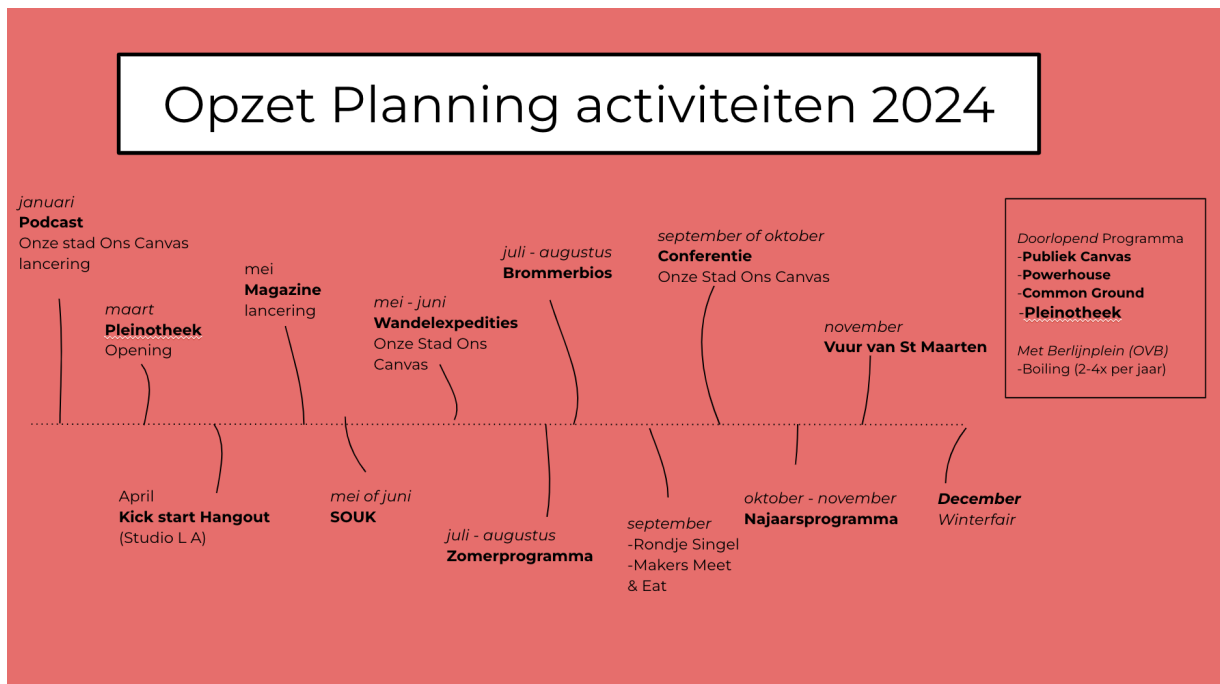 Opzet Planning activiteiten 2024
januari
Podcast
Onze stad Ons Canvas
lancering
maart
Pleinotheek
Opening
April
Kick start Hangout
(Studio L A)
mei
Magazine
lancering
mei of juni
SOUK
mei - juni
Wandelexpedities
Onze Stad Ons
Canvas
juli - augustus
Zomerprogramma
juli - augustus
Brommerbios
september
-Rondje Singel
-Makers Meet
& Eat
september of oktober
Conferentie
Onze Stad Ons Canvas
oktober - november
Najaarsprogramma
november
Vuur van St Maarten
December
Winterfair
Doorlopend Programma
-Publiek Canvas
-Powerhouse
-Common Ground
-Pleinotheek
Met Berlijnplein (OVB)
-Boiling (2-4x per jaar)